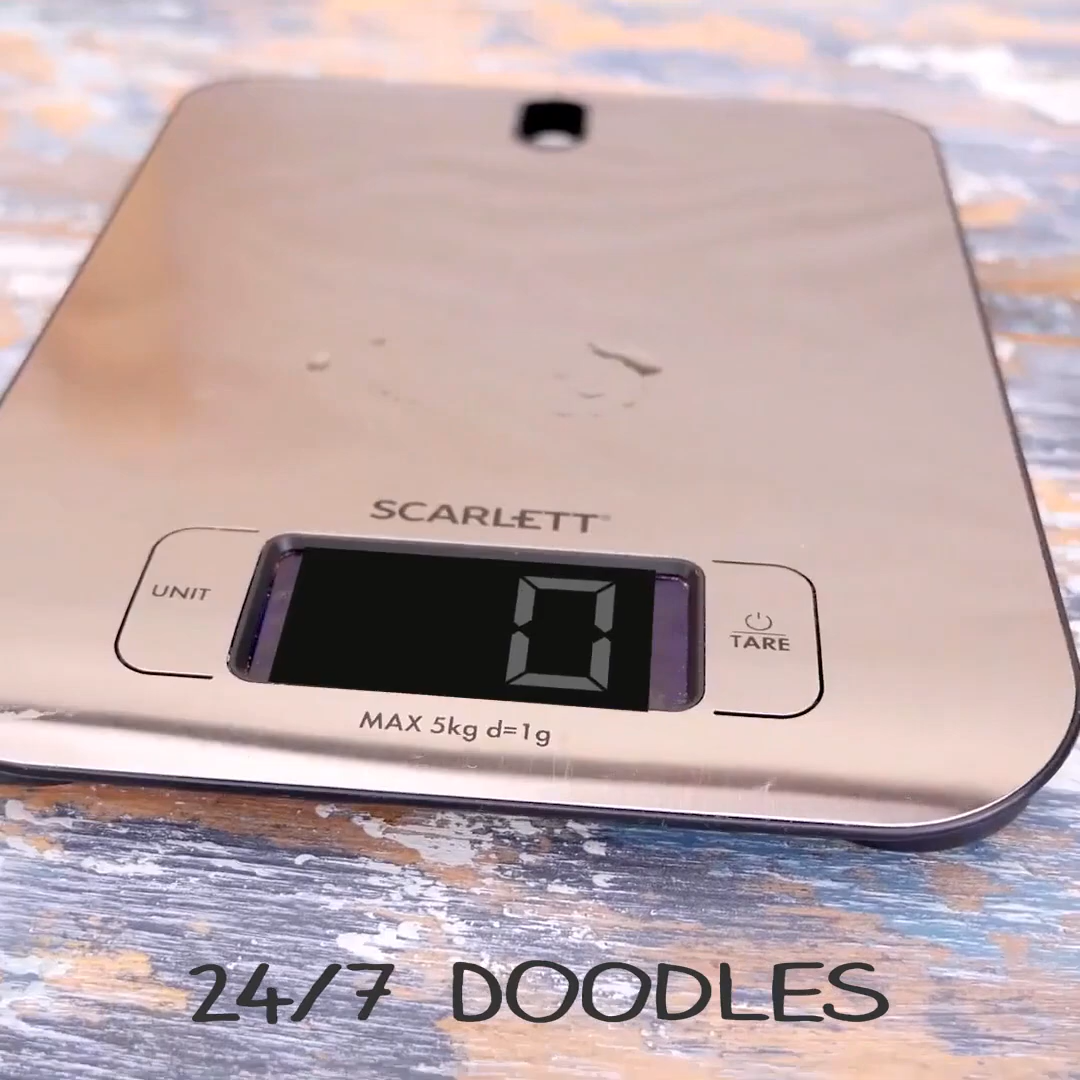 SCARLETT
UNIT
0
TARE
MAX 5kg d=1g
24/7 DOODLES